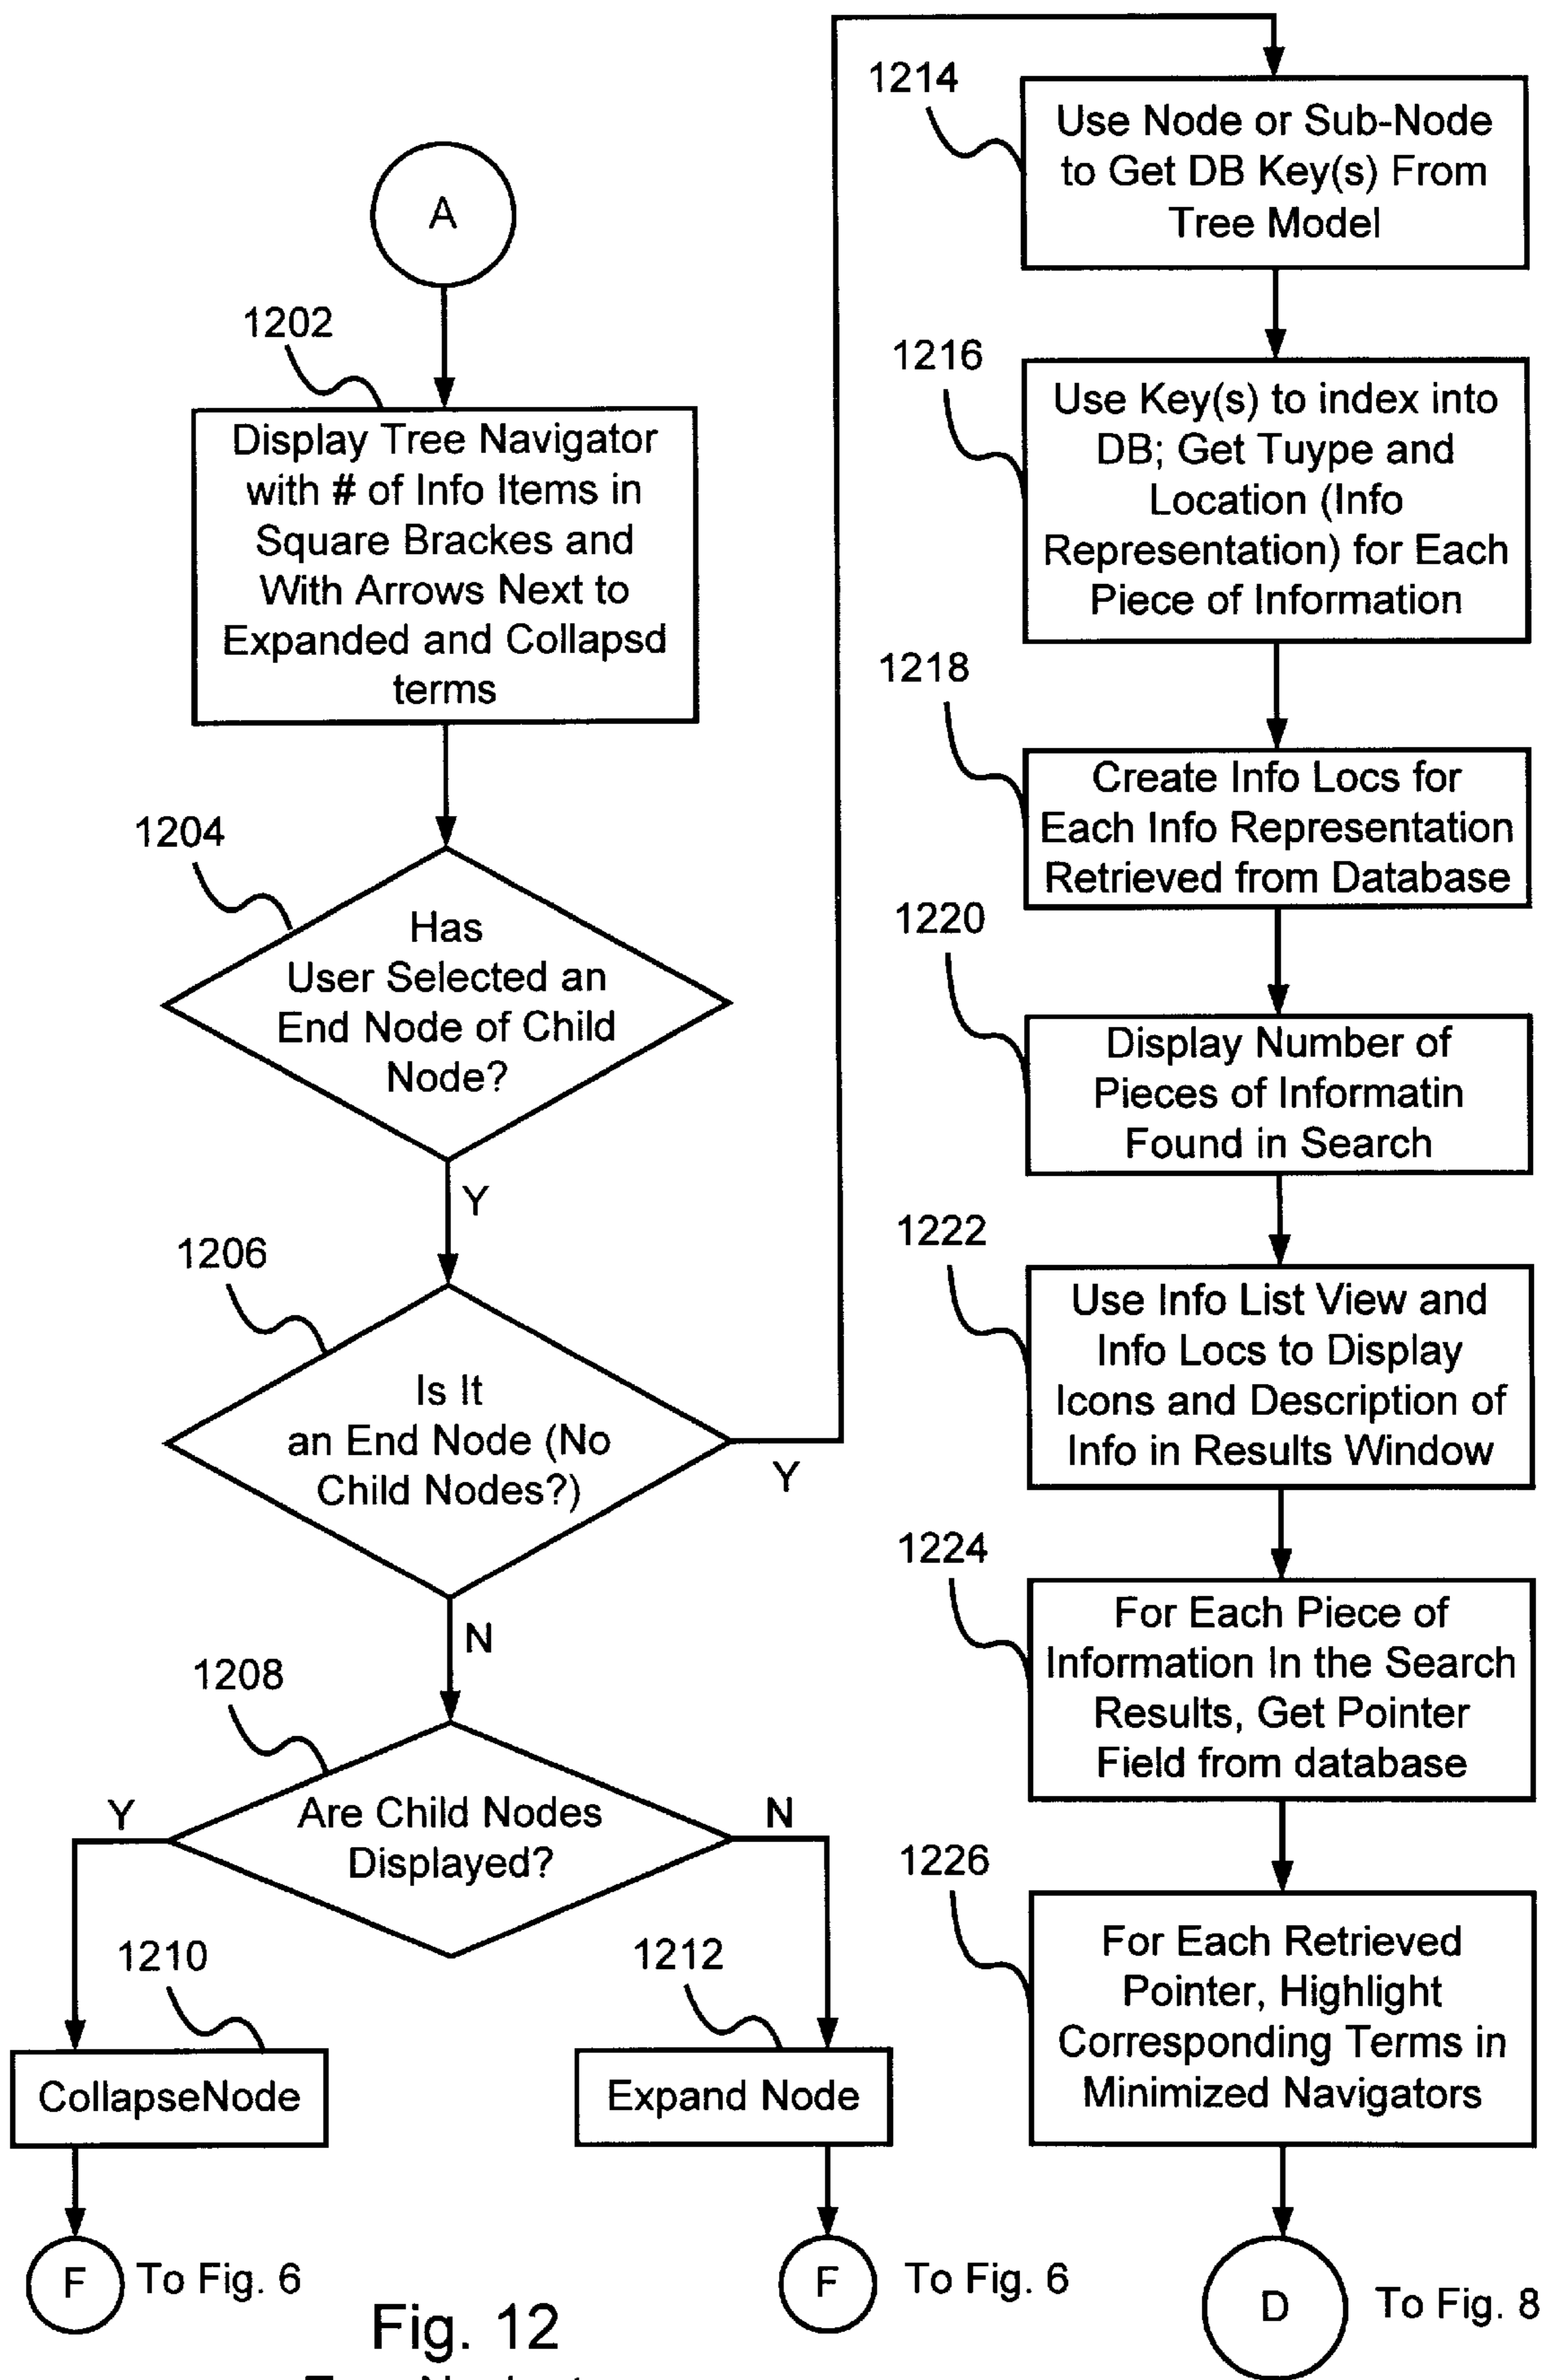 A
1202
Display Tree Navigator
with # of Info Items in
Square Brackes and
With Arrows Next to
Expanded and Collapsd
terms
1204
Has
User Selected an
End Node of Child
Node?
Y
1206
Is It
an End Node (No
Child Nodes?)
Y
N
1208
Are Child Nodes
Displayed?
Y
N
1210
CollapseNode
1212
Expand Node
F
To Fig. 6
F
To Fig. 6
1214
Use Node or Sub-Node
to Get DB Key(s) From
Tree Model
1216
Use Key(s) to index into
DB; Get Tuype and
Location (Info
Representation) for Each
Piece of Information
1218
Create Info Locs for
Each Info Representation
Retrieved from Database
1220
Display Number of
Pieces of Informatin
Found in Search
1222
Use Info List View and
Info Locs to Display
Icons and Description of
Info in Results Window
1224
For Each Piece of
Information In the Search
Results, Get Pointer
Field from database
1226
For Each Retrieved
Pointer, Highlight
Corresponding Terms in
Minimized Navigators
D
To Fig. 8
Fig. 12